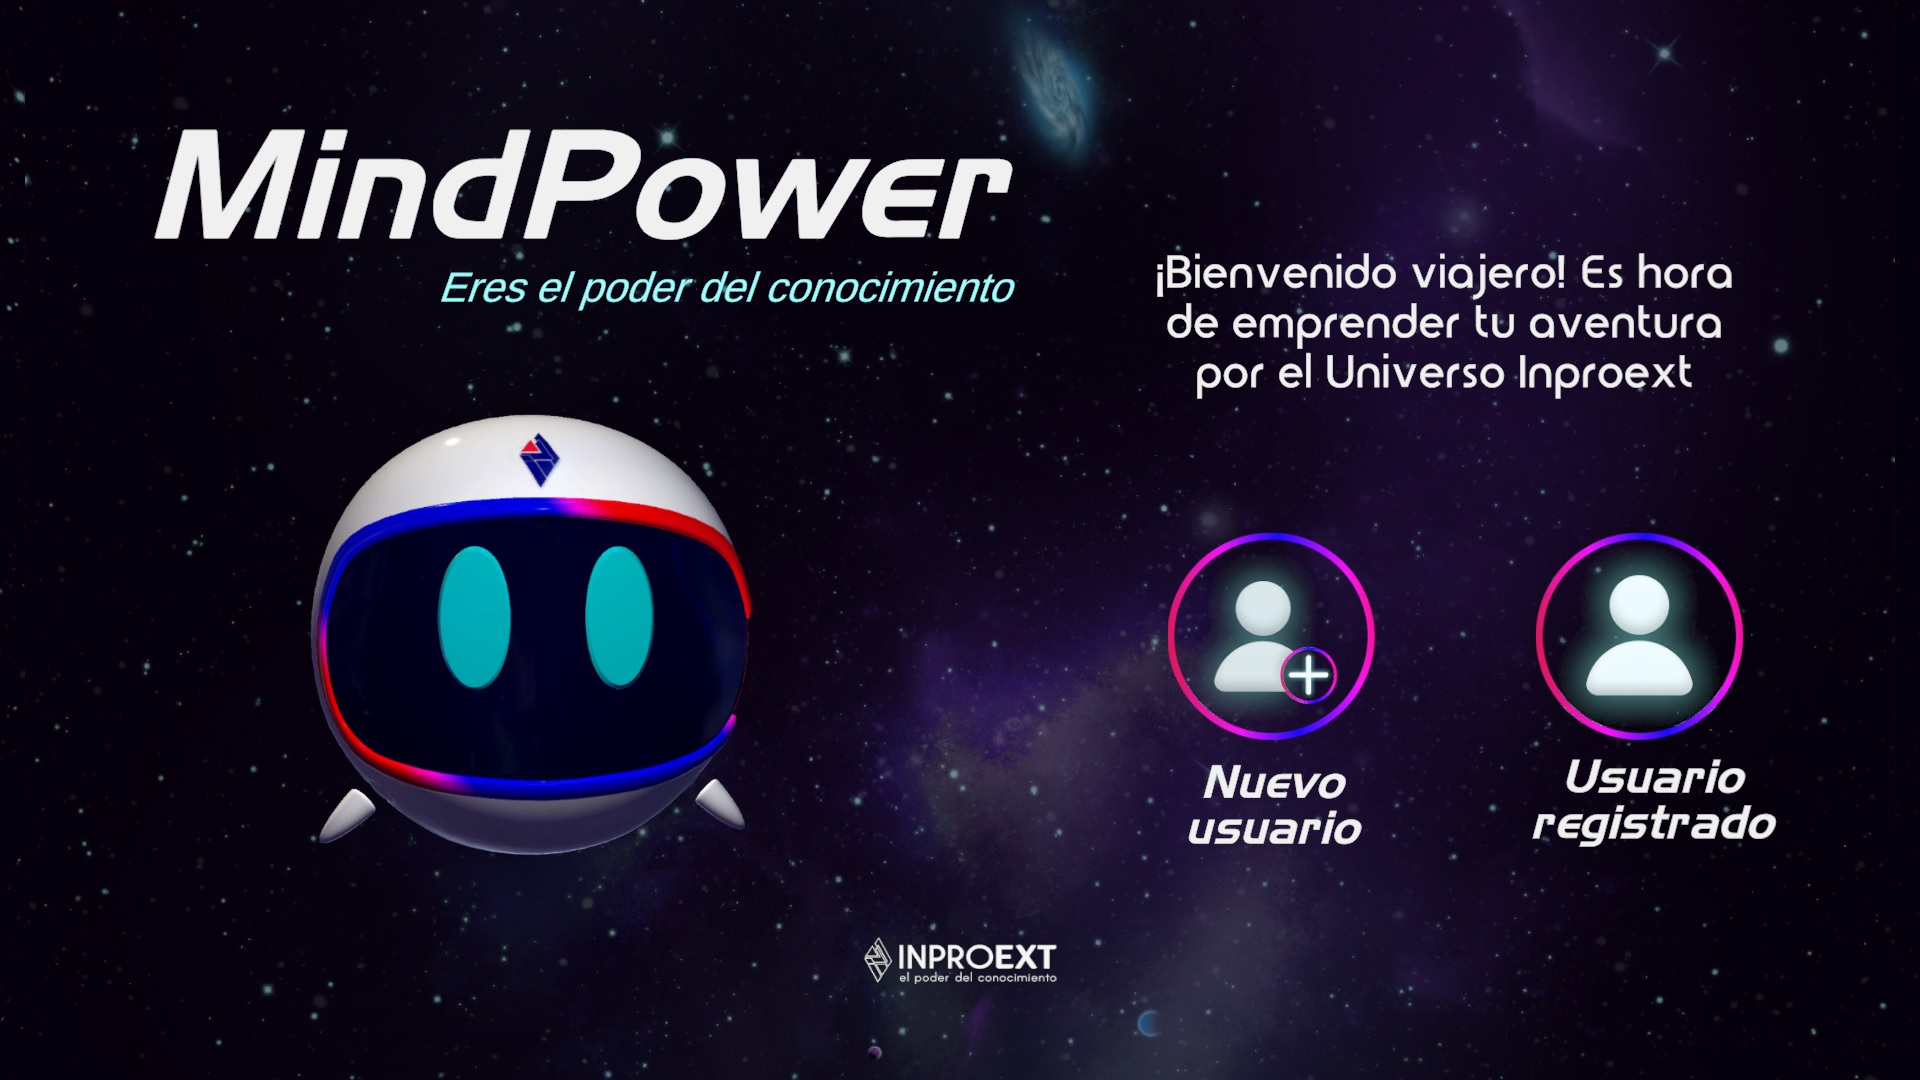 MindPower
Eres el poder del conocimiento
¡Bienvenido viajero! Es hora
de emprender tu aventura
por el Universo Inproext
Nuevo
usuario
Usuario
registrado
INPROEXT
el poder del conocimiento